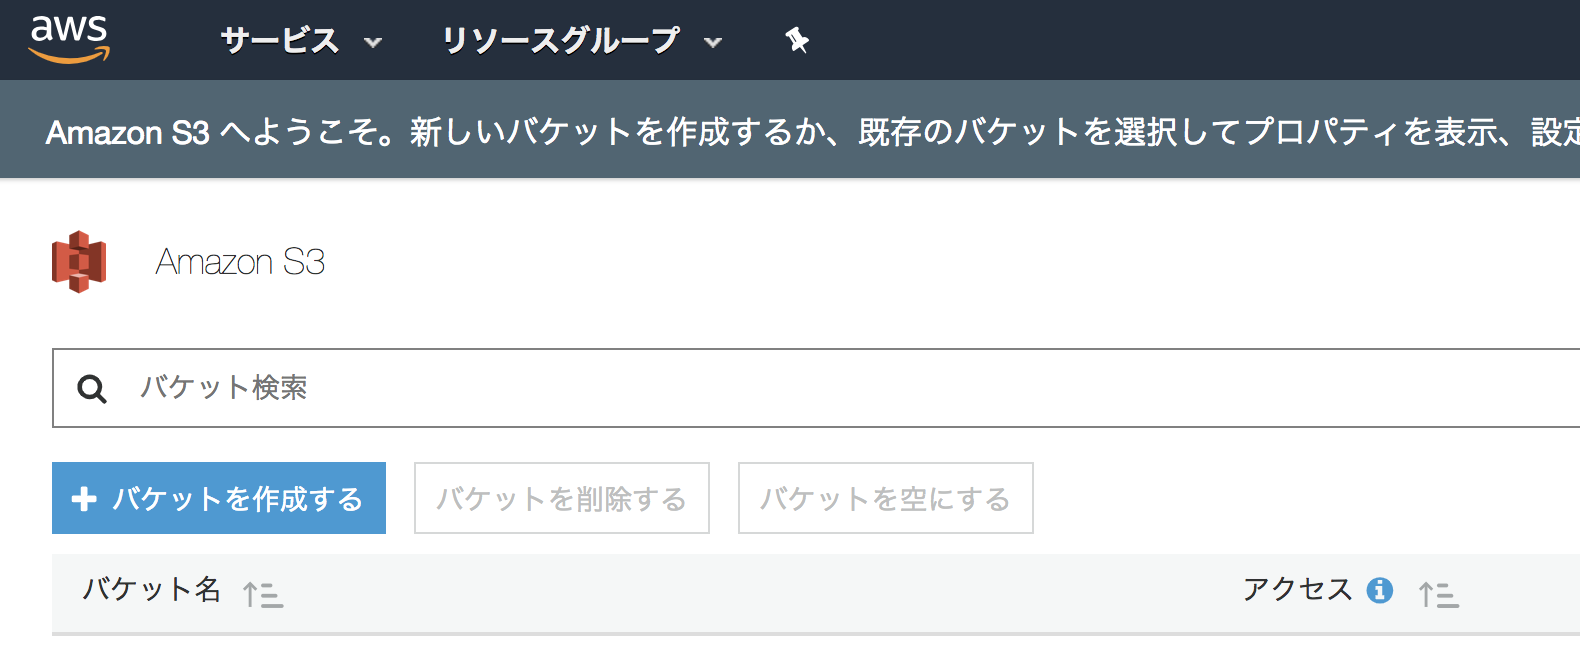 aws サービス リソースグループ
Amazon S3 へようこそ。新しいバケットを作成するか、既存のバケットを選択してプロパティを表示、設定
Amazon S3
バケット検索
バケットを作成する バケットを削除する バケットを空にする
バケット名 アクセス